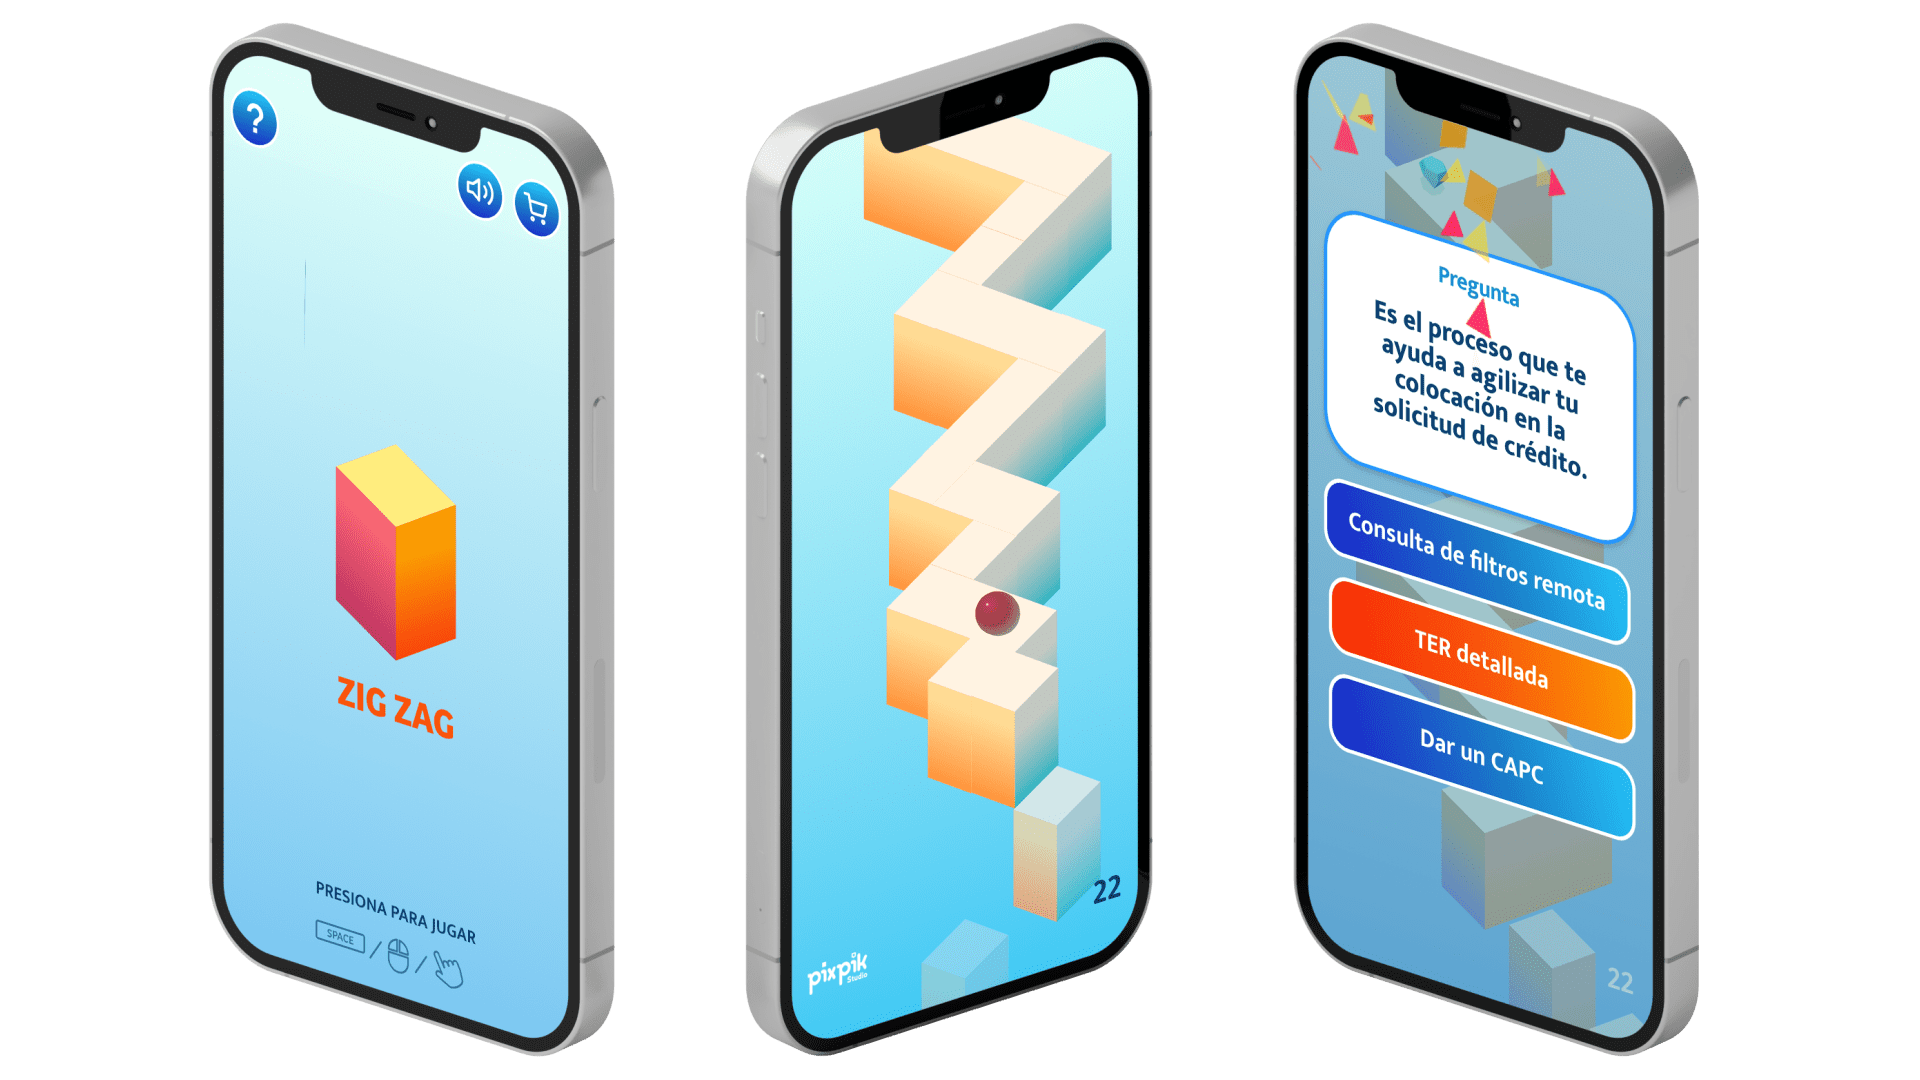 ?
ZIG ZAG
PRESIONA PARA JUGAR
SPACE
/
/
22
pixpik
Studio
Pregunta
Es el proceso que te
ayuda a agilizar tu
colocación en la
solicitud de crédito.
Consulta de filtros remota
TER detallada
Dar un CAPC
22